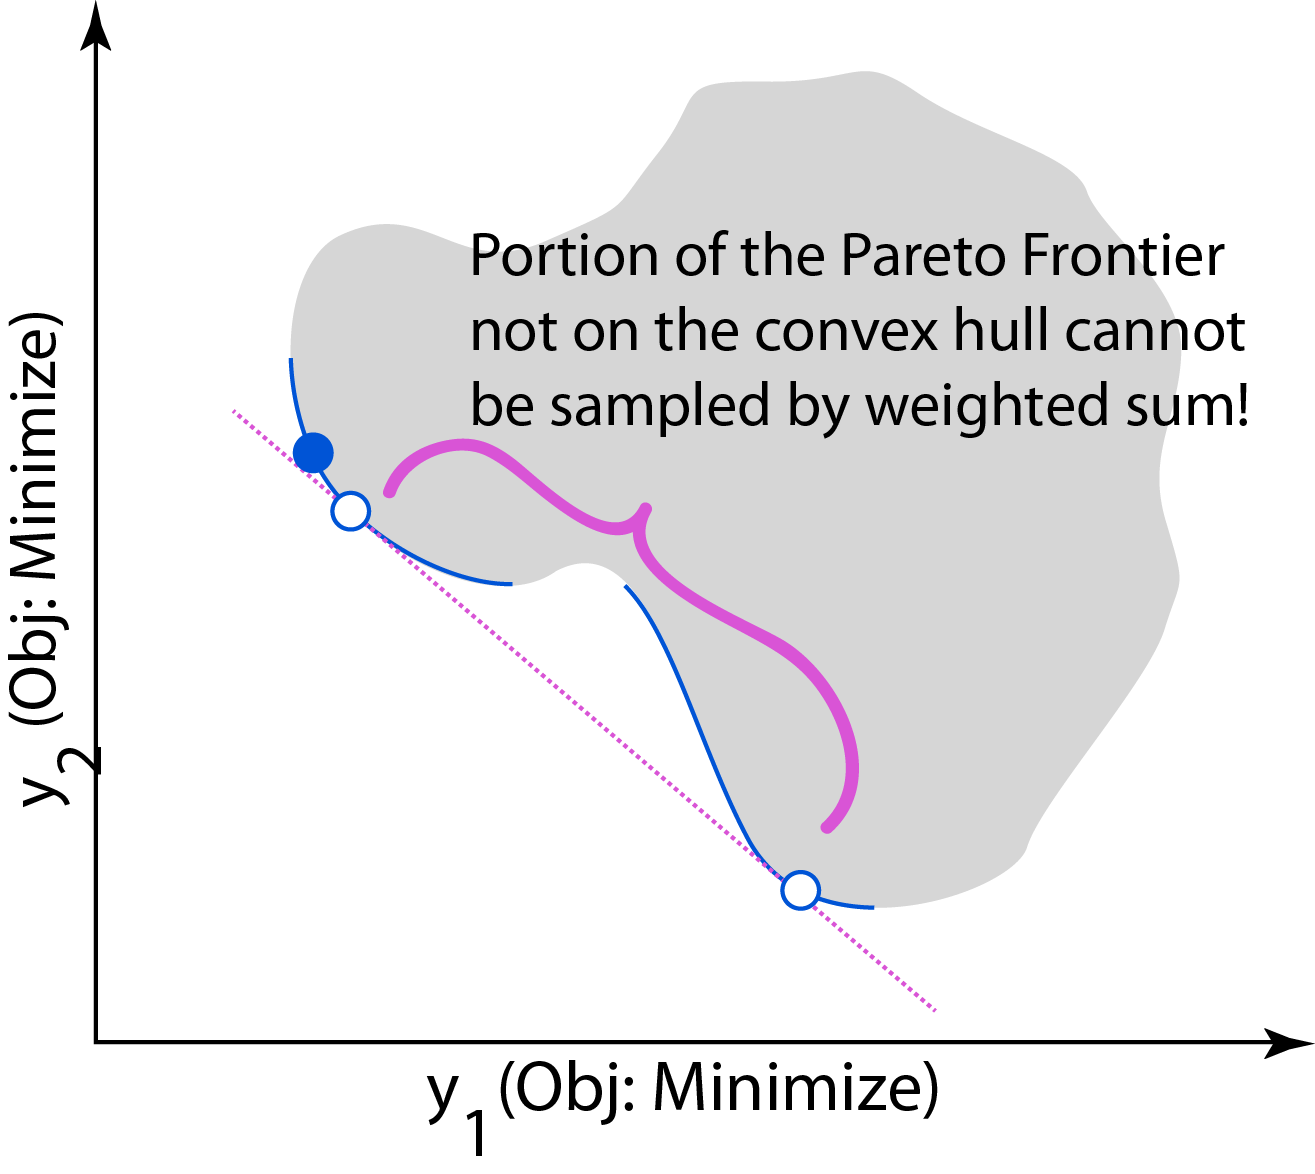 Portion of the Pareto Frontier
not on the convex hull cannot
be sampled by weighted sum!
y2 (Obj: Minimize)
y1 (Obj: Minimize)